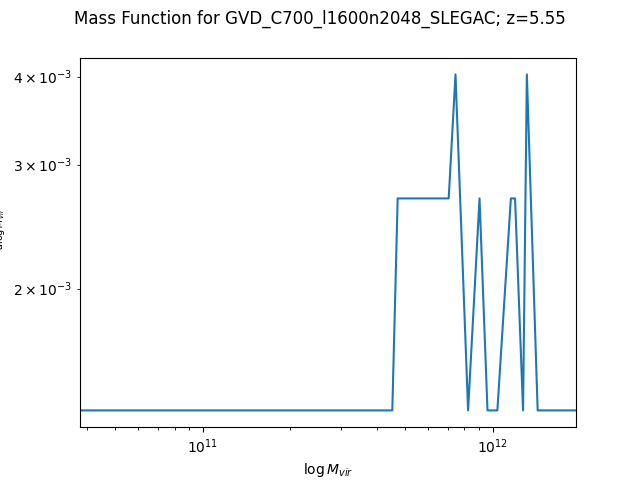 Mass Function for GVD_C700_l1600n2048_SLEGAC; z=5.55
4 × 10⁻³
3 × 10⁻³
2 × 10⁻³
10¹¹
10¹²
log M_vir